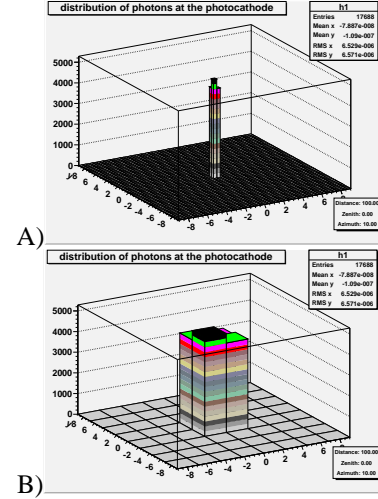 distribution of photons at the photocathode
h1
Entries 17688
Mean x -7.887e-008
Mean y -1.09e-007
RMS x 6.529e-006
RMS y 6.571e-006
5000
4000
3000
2000
1000
0
8
6
4
2
0
-2
-4
-6
-8
-8
-6
-4
-2
0
2
4
6
8
Distance: 100.00
Zenith: 0.00
Azimuth: 10.00
A)
distribution of photons at the photocathode
h1
Entries 17688
Mean x -7.887e-008
Mean y -1.09e-007
RMS x 6.529e-006
RMS y 6.571e-006
5000
4000
3000
2000
1000
0
8
6
4
2
0
-2
-4
-6
-8
-8
-6
-4
-2
0
2
4
6
8
Distance: 100.00
Zenith: 0.00
Azimuth: 10.00
B)